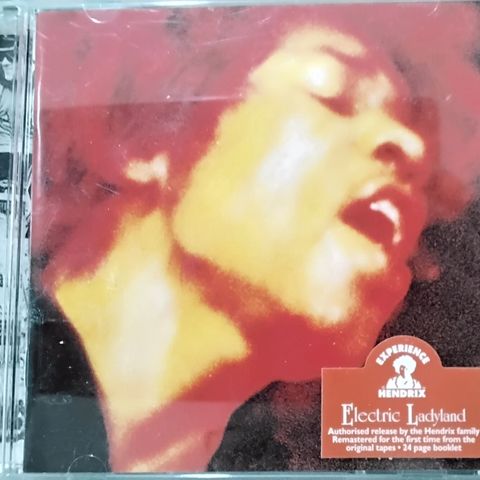 EXPERIENCE
HENDRIX
Electric Ladyland
Authorised release by the Hendrix family
Remastered for the first time from the
original tapes • 24 page booklet